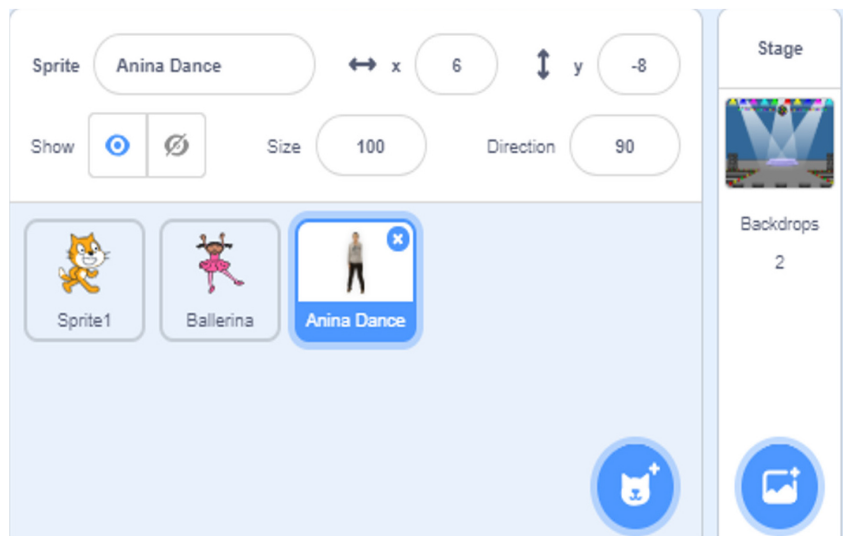 Sprite Anina Dance x 6 y -8
Show Size 100 Direction 90
Sprite1 Ballerina Anina Dance
Stage
Backdrops
2